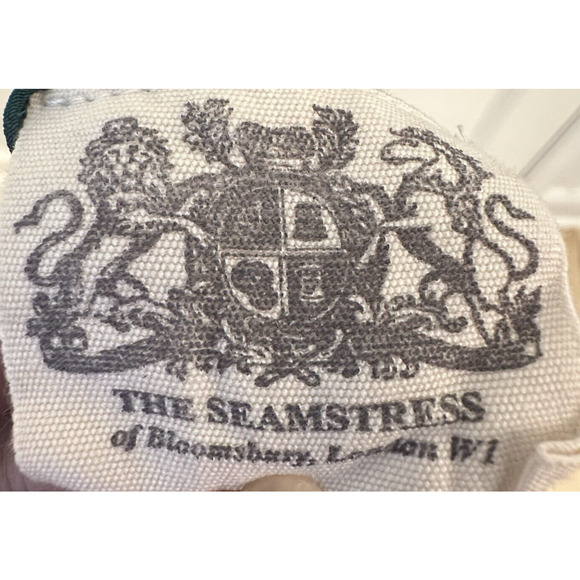 THE SEAMSTRESS
of Bloomsbury, London W1